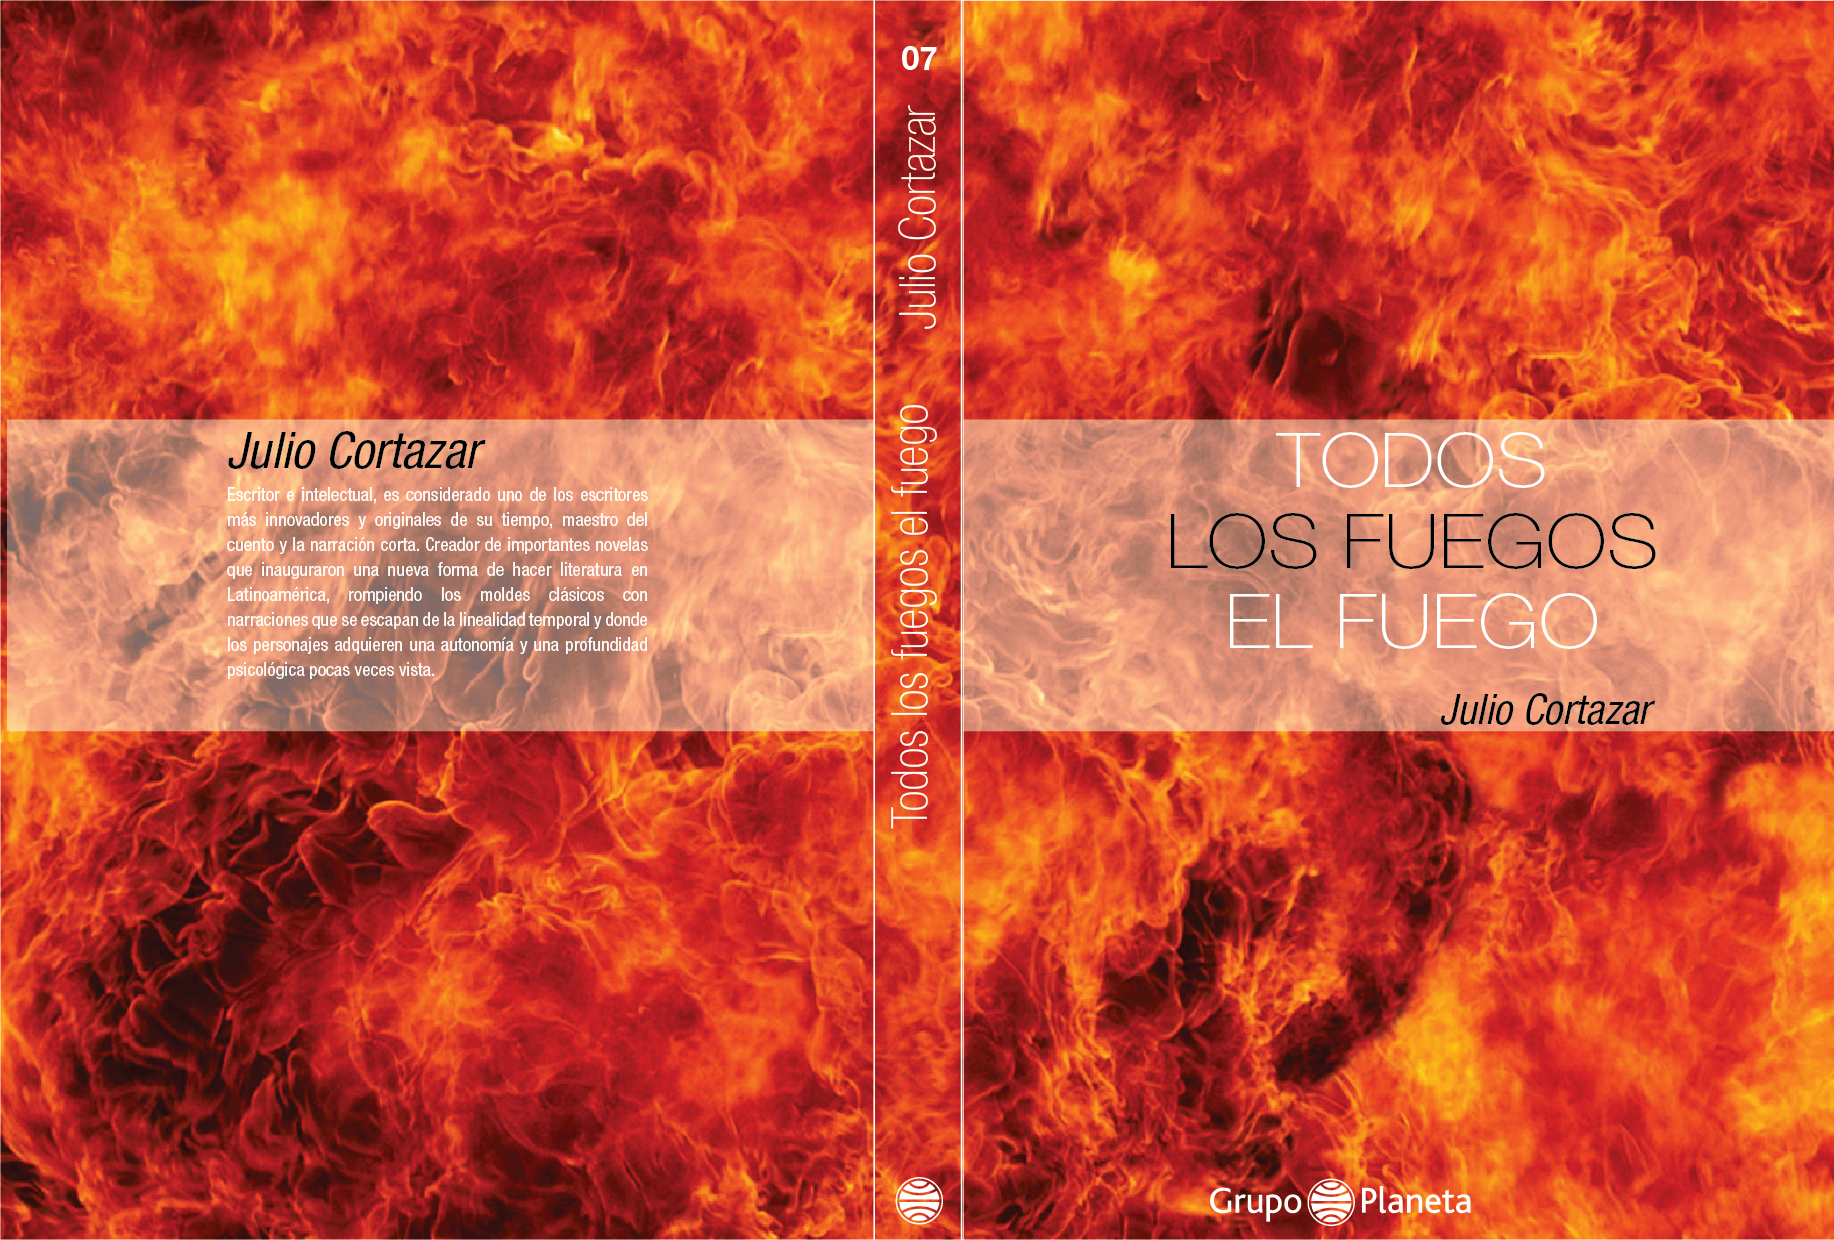 Julio Cortazar
Escritor e intelectual, es considerado uno de los escritores
más innovadores y originales de su tiempo, maestro del
cuento y la narración corta. Creador de importantes novelas
que inauguraron una nueva forma de hacer literatura en
Latinoamérica, rompiendo los moldes clásicos con
narraciones que se escapan de la linealidad temporal y donde
los personajes adquieren una autonomía y una profundidad
psicológica pocas veces vista.
07
Todos los fuegos el fuego Julio Cortazar
TODOS
LOS FUEGOS
EL FUEGO
Julio Cortazar
Grupo Planeta